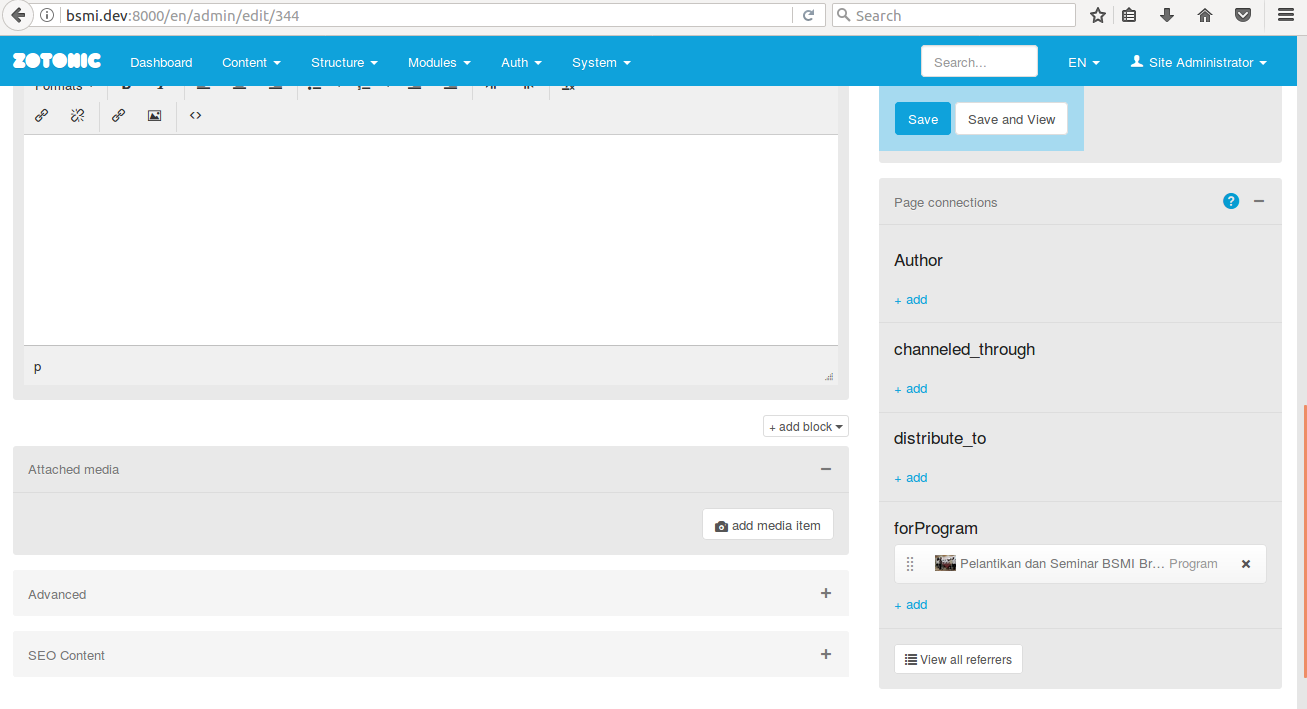 bsmi.dev:8000/en/admin/edit/344
Search
ZOTONIC
Dashboard
Content
Structure
Modules
Auth
System
Search...
EN
Site Administrator
Formats
p
+ add block
Attached media
add media item
Advanced
SEO Content
Save
Save and View
Page connections
?
Author
+ add
channeled_through
+ add
distribute_to
+ add
forProgram
Pelantikan dan Seminar BSMI Br... Program
+ add
View all referrers